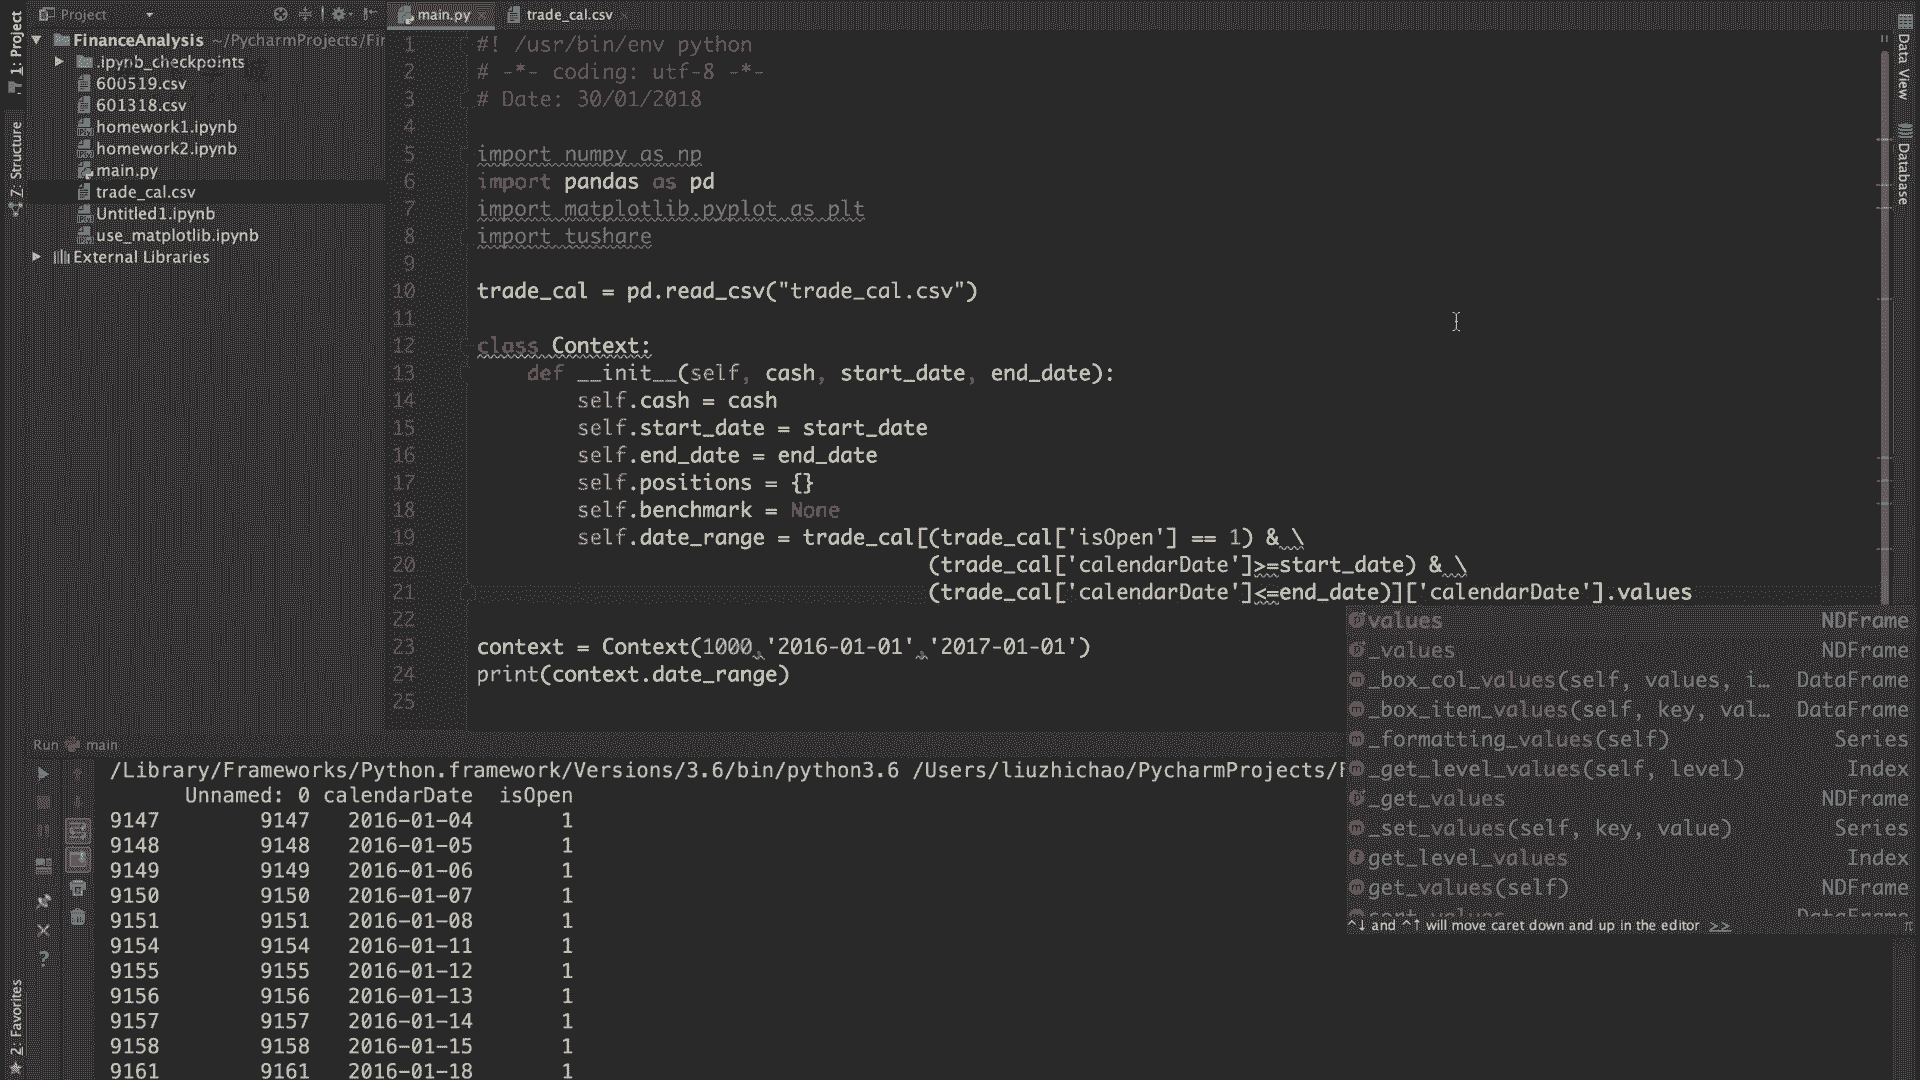 Project
main.py
trade_cal.csv
1: Project
Z: Structure
2: Favorites
Data View
Database
FinanceAnalysis ~/PycharmProjects/Fir
.ipynb_checkpoints
600519.csv
601318.csv
homework1.ipynb
homework2.ipynb
main.py
trade_cal.csv
Untitled1.ipynb
use_matplotlib.ipynb
External Libraries
1 #! /usr/bin/env python
2 # -*- coding: utf-8 -*-
3 # Date: 30/01/2018
4
5 import numpy as np
6 import pandas as pd
7 import matplotlib.pyplot as plt
8 import tushare
9
10 trade_cal = pd.read_csv("trade_cal.csv")
11
12 class Context:
13 def __init__(self, cash, start_date, end_date):
14 self.cash = cash
15 self.start_date = start_date
16 self.end_date = end_date
17 self.positions = {}
18 self.benchmark = None
19 self.date_range = trade_cal[(trade_cal['isOpen'] == 1) & \
20 (trade_cal['calendarDate']>=start_date) & \
21 (trade_cal['calendarDate']<=end_date)]['calendarDate'].values
22
23 context = Context(1000,'2016-01-01','2017-01-01')
24 print(context.date_range)
25
values NDFrame
_values NDFrame
_box_col_values(self, values, i… DataFrame
_box_item_values(self, key, val… DataFrame
_formatting_values(self) Series
_get_level_values(self, level) Index
_get_values NDFrame
_set_values(self, key, value) Series
get_level_values Index
get_values(self) NDFrame
^↓ and ^↑ will move caret down and up in the editor >> π
Run main
/Library/Frameworks/Python.framework/Versions/3.6/bin/python3.6 /Users/liuzhichao/PycharmProjects/F
Unnamed: 0 calendarDate isOpen
9147 9147 2016-01-04 1
9148 9148 2016-01-05 1
9149 9149 2016-01-06 1
9150 9150 2016-01-07 1
9151 9151 2016-01-08 1
9154 9154 2016-01-11 1
9155 9155 2016-01-12 1
9156 9156 2016-01-13 1
9157 9157 2016-01-14 1
9158 9158 2016-01-15 1
9161 9161 2016-01-18 1